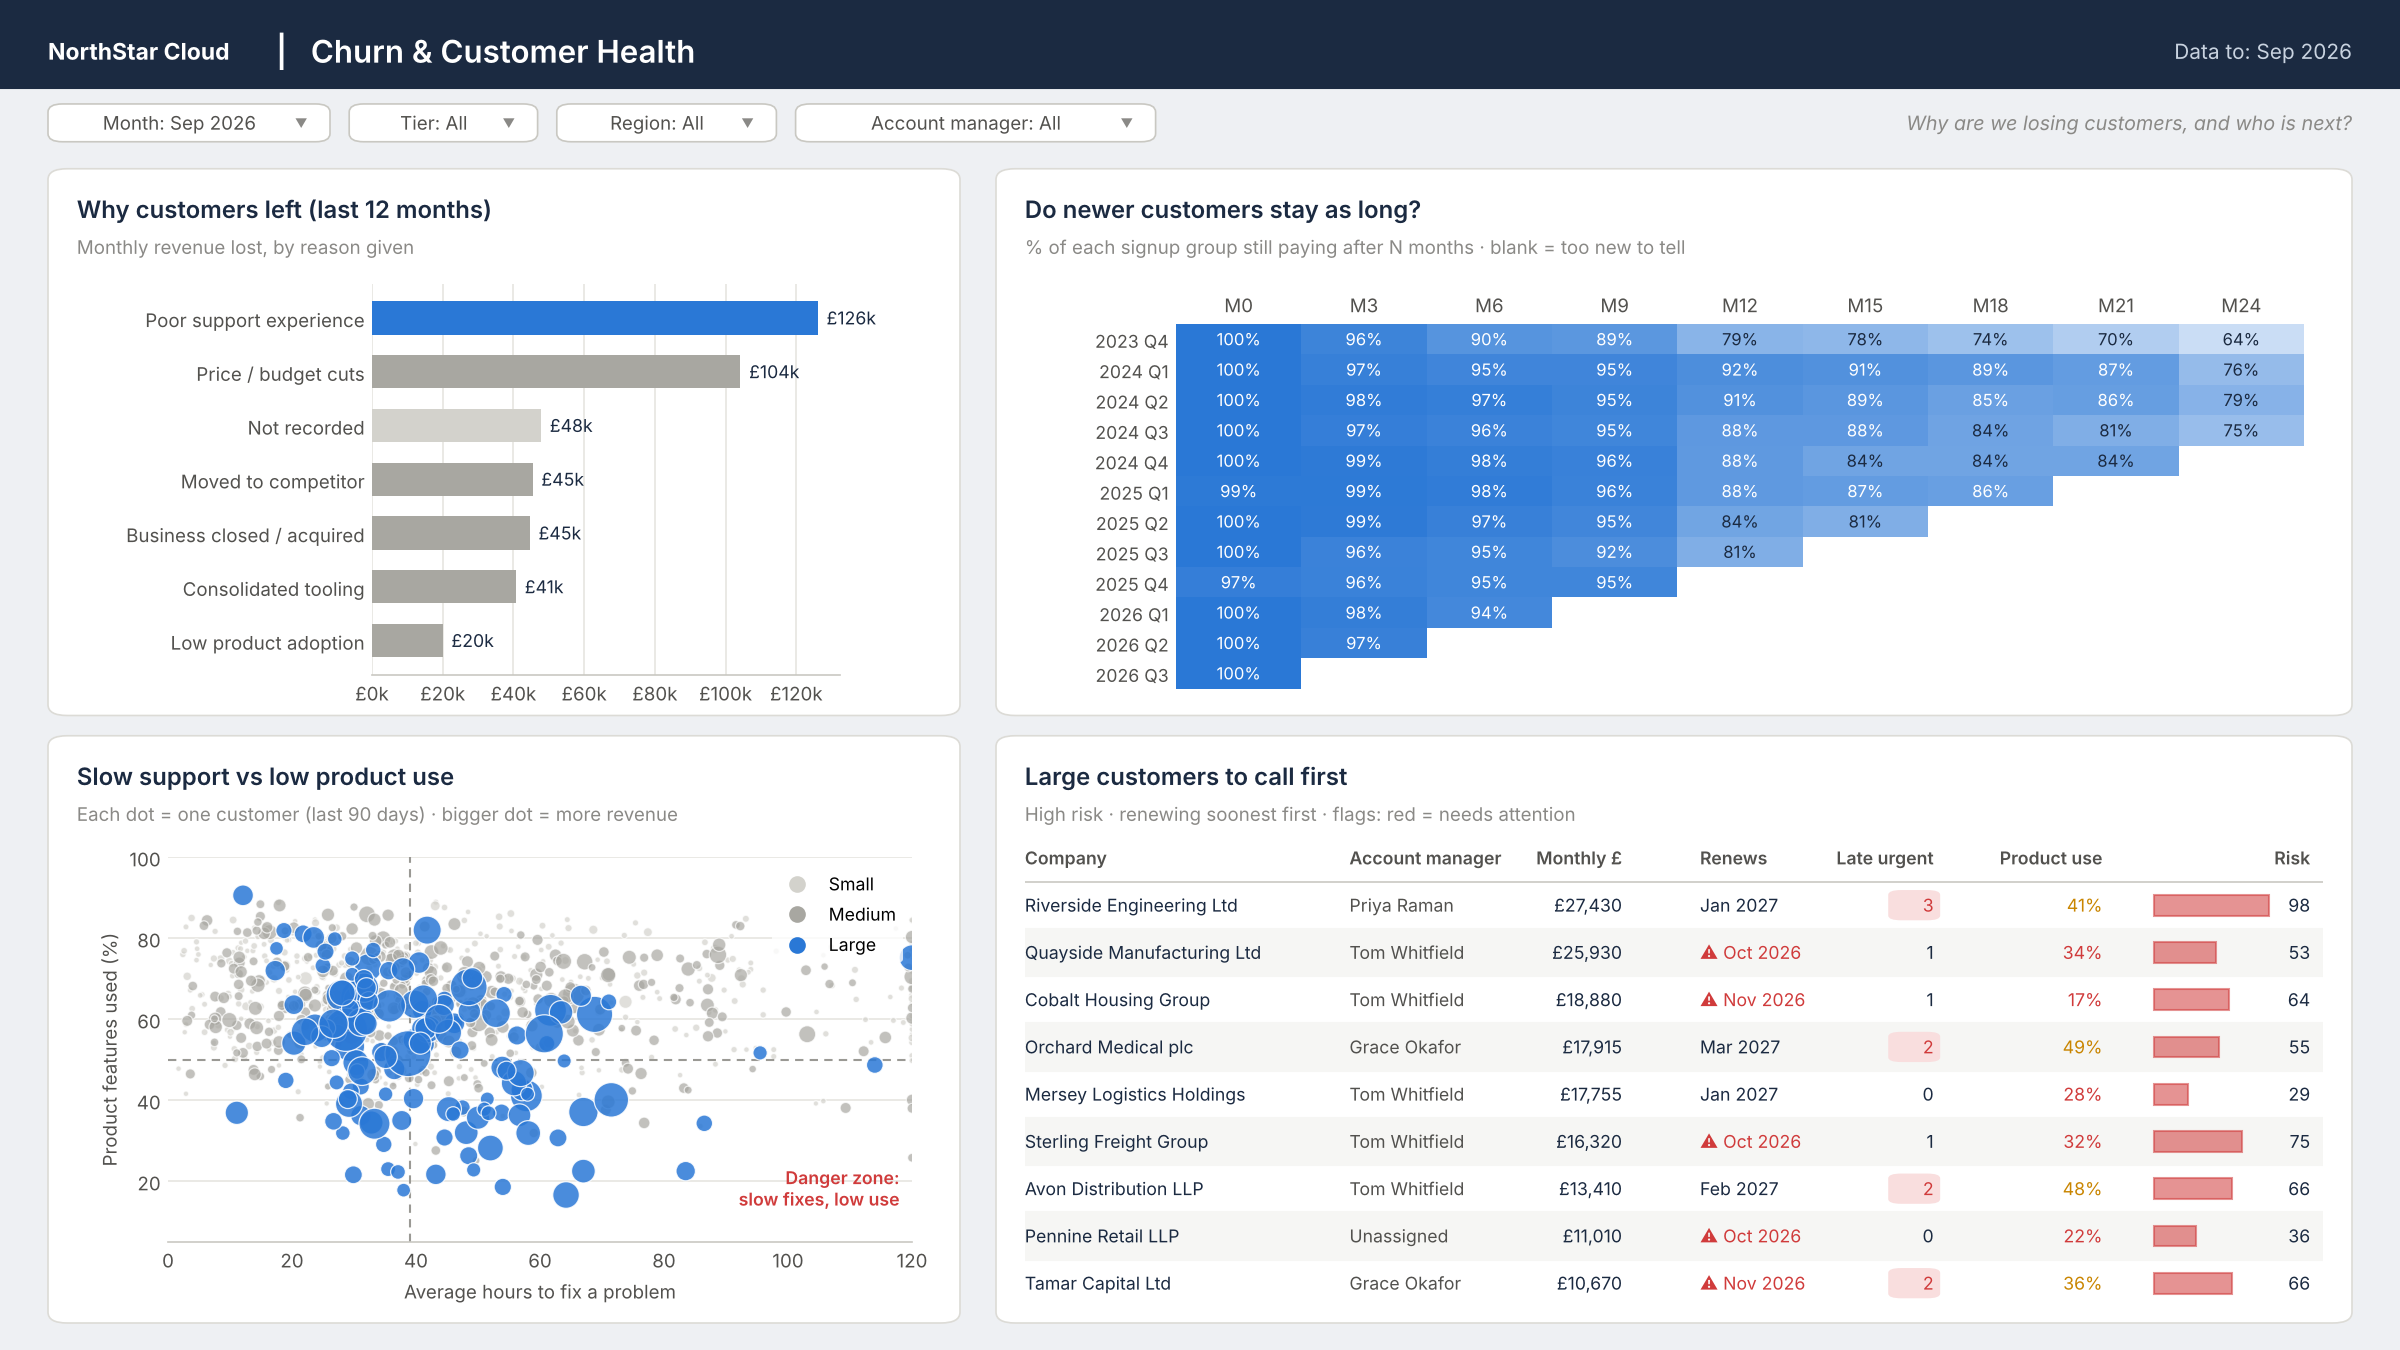 NorthStar Cloud | Churn & Customer Health
Data to: Sep 2026
Month: Sep 2026 ▼
Tier: All ▼
Region: All ▼
Account manager: All ▼
Why are we losing customers, and who is next?
Why customers left (last 12 months)
Monthly revenue lost, by reason given
Poor support experience £126k
Price / budget cuts £104k
Not recorded £48k
Moved to competitor £45k
Business closed / acquired £45k
Consolidated tooling £41k
Low product adoption £20k
£0k £20k £40k £60k £80k £100k £120k
Do newer customers stay as long?
% of each signup group still paying after N months · blank = too new to tell
M0 M3 M6 M9 M12 M15 M18 M21 M24
2023 Q4 100% 96% 90% 89% 79% 78% 74% 70% 64%
2024 Q1 100% 97% 95% 95% 92% 91% 89% 87% 76%
2024 Q2 100% 98% 97% 95% 91% 89% 85% 86% 79%
2024 Q3 100% 97% 96% 95% 88% 88% 84% 81% 75%
2024 Q4 100% 99% 98% 96% 88% 84% 84% 84%
2025 Q1 99% 99% 98% 96% 88% 87% 86%
2025 Q2 100% 99% 97% 95% 84% 81%
2025 Q3 100% 96% 95% 92% 81%
2025 Q4 97% 96% 95% 95%
2026 Q1 100% 98% 94%
2026 Q2 100% 97%
2026 Q3 100%
Slow support vs low product use
Each dot = one customer (last 90 days) · bigger dot = more revenue
Product features used (%)
100
80
60
40
20
Small
Medium
Large
Danger zone:
slow fixes, low use
0 20 40 60 80 100 120
Average hours to fix a problem
Large customers to call first
High risk · renewing soonest first · flags: red = needs attention
Company Account manager Monthly £ Renews Late urgent Product use Risk
Riverside Engineering Ltd Priya Raman £27,430 Jan 2027 3 41% 98
Quayside Manufacturing Ltd Tom Whitfield £25,930 ⚠ Oct 2026 1 34% 53
Cobalt Housing Group Tom Whitfield £18,880 ⚠ Nov 2026 1 17% 64
Orchard Medical plc Grace Okafor £17,915 Mar 2027 2 49% 55
Mersey Logistics Holdings Tom Whitfield £17,755 Jan 2027 0 28% 29
Sterling Freight Group Tom Whitfield £16,320 ⚠ Oct 2026 1 32% 75
Avon Distribution LLP Tom Whitfield £13,410 Feb 2027 2 48% 66
Pennine Retail LLP Unassigned £11,010 ⚠ Oct 2026 0 22% 36
Tamar Capital Ltd Grace Okafor £10,670 ⚠ Nov 2026 2 36% 66